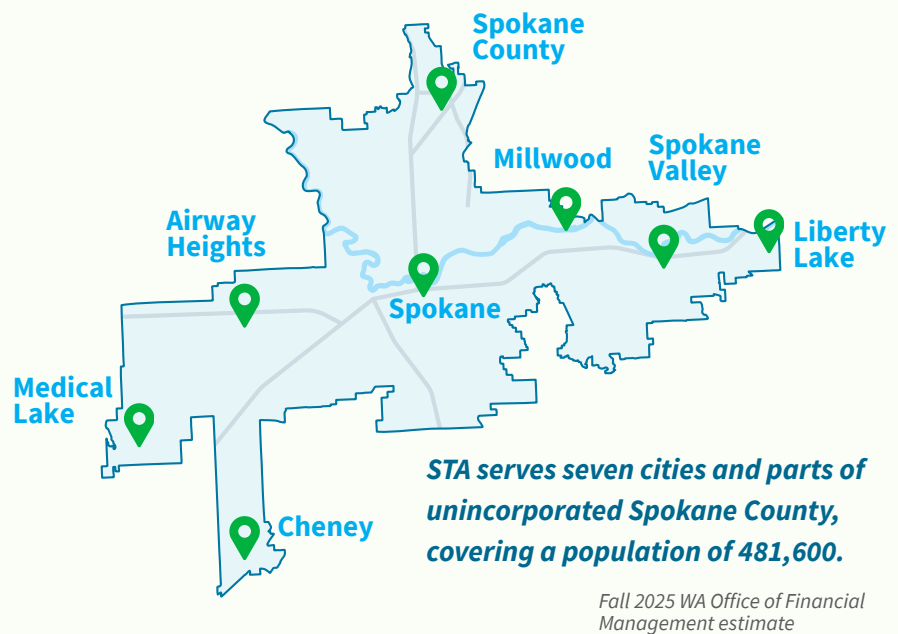 Spokane
County
Millwood
Spokane
Valley
Airway
Heights
Liberty
Lake
Spokane
Medical
Lake
Cheney
STA serves seven cities and parts of
unincorporated Spokane County,
covering a population of 481,600.
Fall 2025 WA Office of Financial
Management estimate